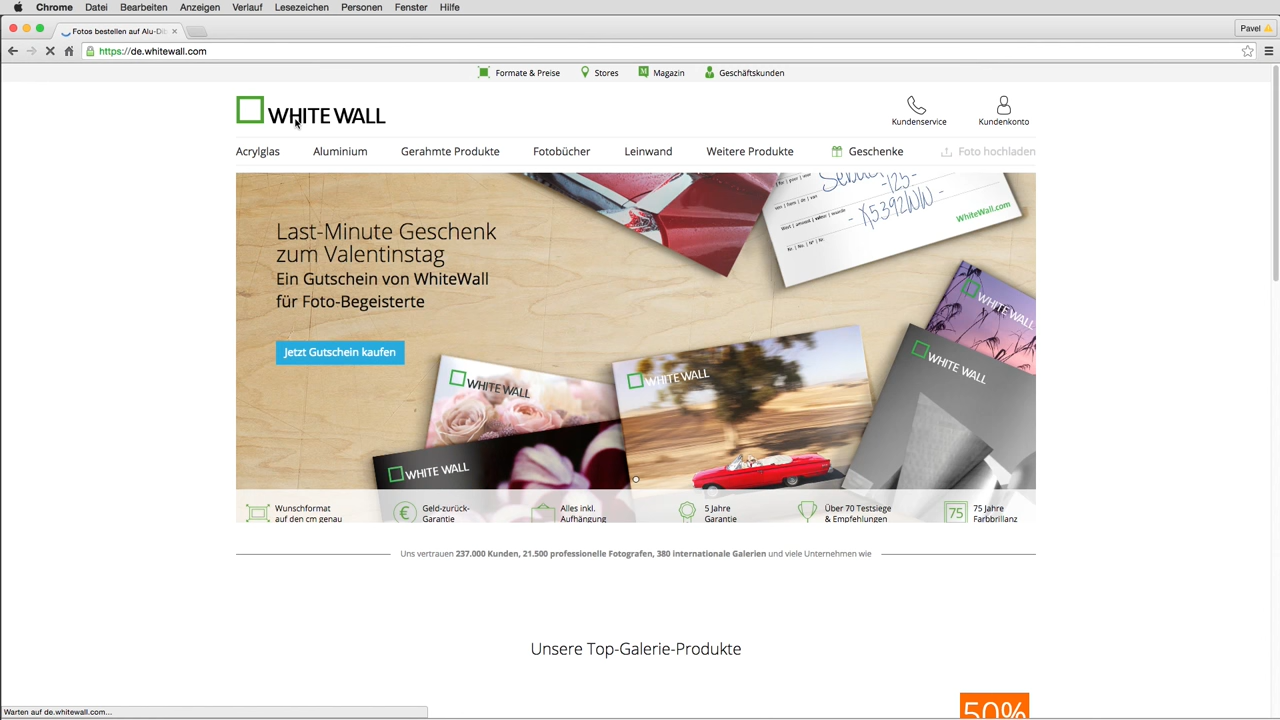 Chrome Datei Bearbeiten Anzeigen Verlauf Lesezeichen Personen Fenster Hilfe
Fotos bestellen auf Alu-Di
Pavel
https://de.whitewall.com
Formate & Preise Stores Magazin Geschäftskunden
WHITE WALL
Kundenservice Kundenkonto
Acrylglas Aluminium Gerahmte Produkte Fotobücher Leinwand Weitere Produkte Geschenke Foto hochladen
-125-
- X5392WW -
WhiteWall.com
Last-Minute Geschenk
zum Valentinstag
Ein Gutschein von WhiteWall
für Foto-Begeisterte
Jetzt Gutschein kaufen
WHITE WALL
WHITE WALL
WHITE WALL
WHITE WALL
WHITE WALL
Wunschformat
auf den cm genau
Geld-zurück-
Garantie
Alles inkl.
Aufhängung
5 Jahre
Garantie
Über 70 Testsiege
& Empfehlungen
75
75 Jahre
Farbbrillanz
Uns vertrauen 237.000 Kunden, 21.500 professionelle Fotografen, 380 internationale Galerien und viele Unternehmen wie
Unsere Top-Galerie-Produkte
50%
Warten auf de.whitewall.com...